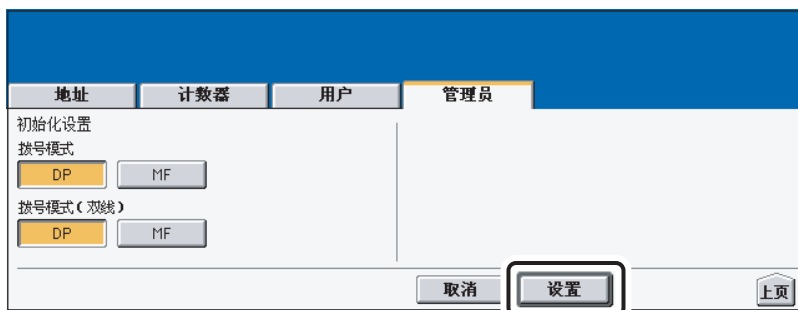 地址 计数器 用户 管理员
初始化设置
拨号模式
DP MF
拨号模式(双线)
DP MF
取消 设置 上页